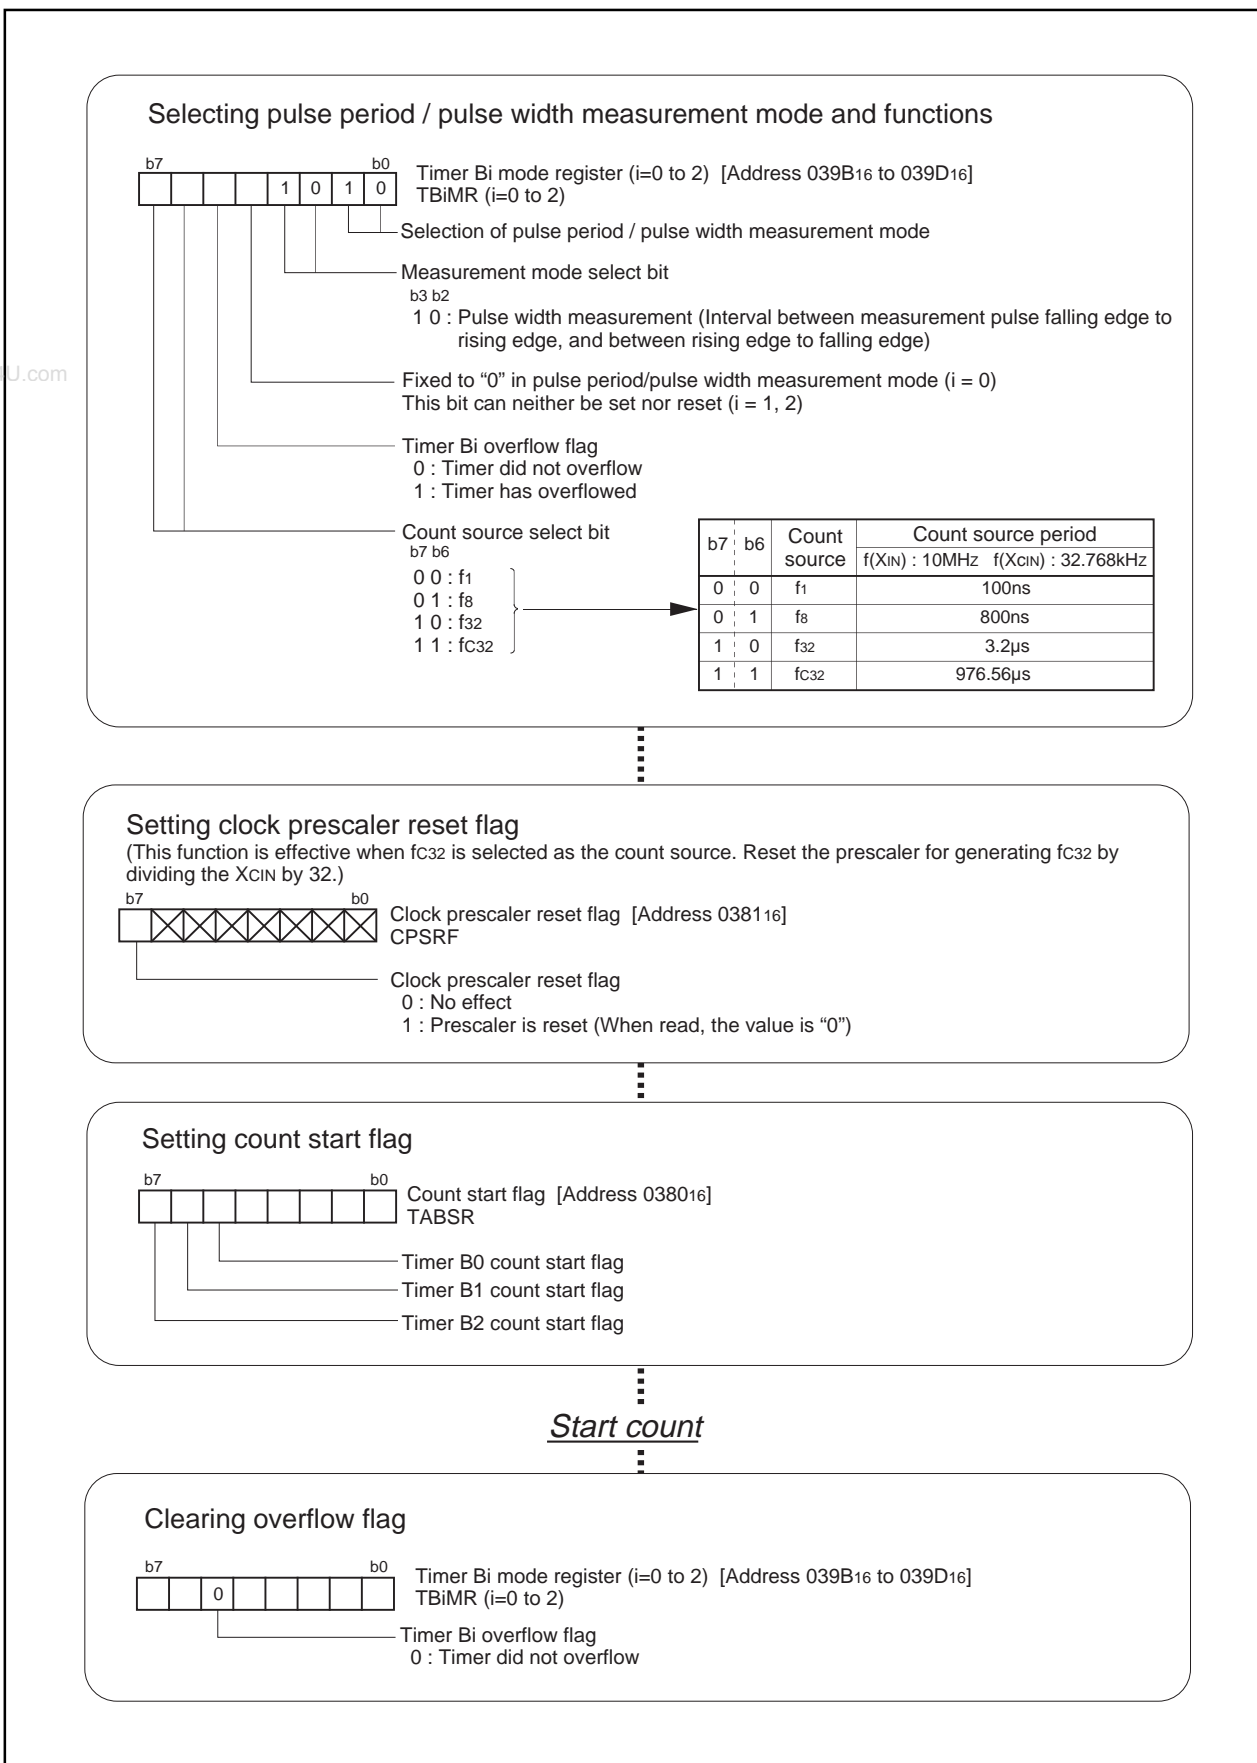 Selecting pulse period / pulse width measurement mode and functions
b7 b0
1 0 1 0
Timer Bi mode register (i=0 to 2) [Address 039B16 to 039D16]
TBiMR (i=0 to 2)
Selection of pulse period / pulse width measurement mode
Measurement mode select bit
b3 b2
1 0 : Pulse width measurement (Interval between measurement pulse falling edge to
rising edge, and between rising edge to falling edge)
4U.com
Fixed to “0” in pulse period/pulse width measurement mode (i = 0)
This bit can neither be set nor reset (i = 1, 2)
Timer Bi overflow flag
0 : Timer did not overflow
1 : Timer has overflowed
Count source select bit
b7 b6
0 0 : f1
0 1 : f8
1 0 : f32
1 1 : fC32
b7 b6 Count source Count source period
f(XIN) : 10MHz f(XCIN) : 32.768kHz
0 0 f1 100ns
0 1 f8 800ns
1 0 f32 3.2µs
1 1 fC32 976.56µs
Setting clock prescaler reset flag
(This function is effective when fC32 is selected as the count source. Reset the prescaler for generating fC32 by
dividing the XCIN by 32.)
b7 b0
Clock prescaler reset flag [Address 038116]
CPSRF
Clock prescaler reset flag
0 : No effect
1 : Prescaler is reset (When read, the value is “0”)
Setting count start flag
b7 b0
Count start flag [Address 038016]
TABSR
Timer B0 count start flag
Timer B1 count start flag
Timer B2 count start flag
Start count
Clearing overflow flag
b7 b0
0
Timer Bi mode register (i=0 to 2) [Address 039B16 to 039D16]
TBiMR (i=0 to 2)
Timer Bi overflow flag
0 : Timer did not overflow